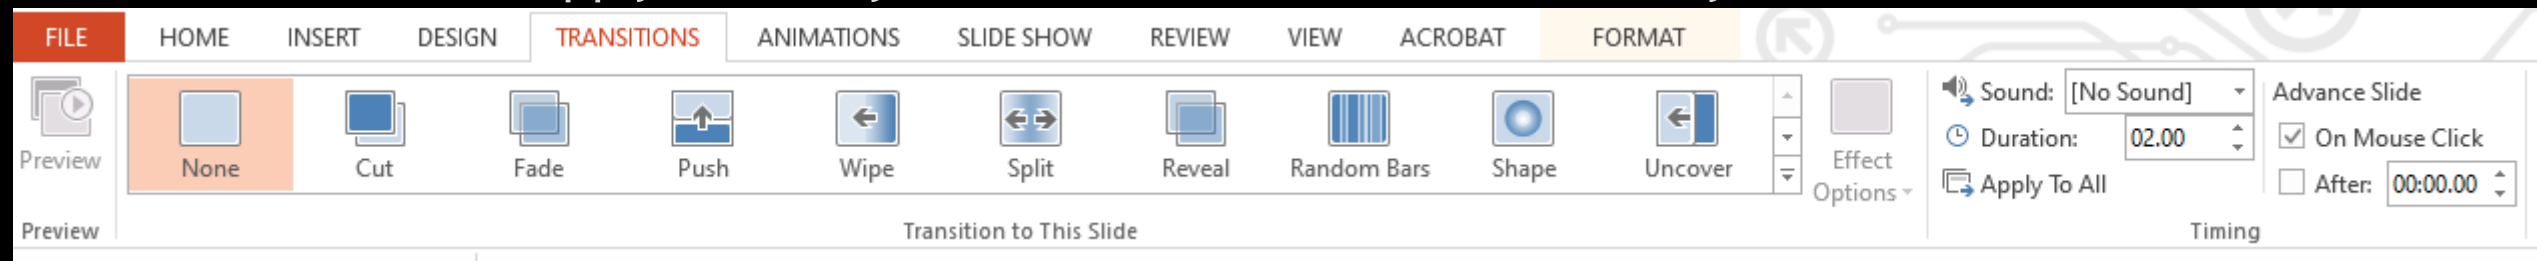 FILE HOME INSERT DESIGN TRANSITIONS ANIMATIONS SLIDE SHOW REVIEW VIEW ACROBAT FORMAT
Sound: [No Sound] Advance Slide
Duration: 02.00 On Mouse Click
Preview None Cut Fade Push Wipe Split Reveal Random Bars Shape Uncover Effect Options
Apply To All After: 00:00.00
Preview Transition to This Slide Timing